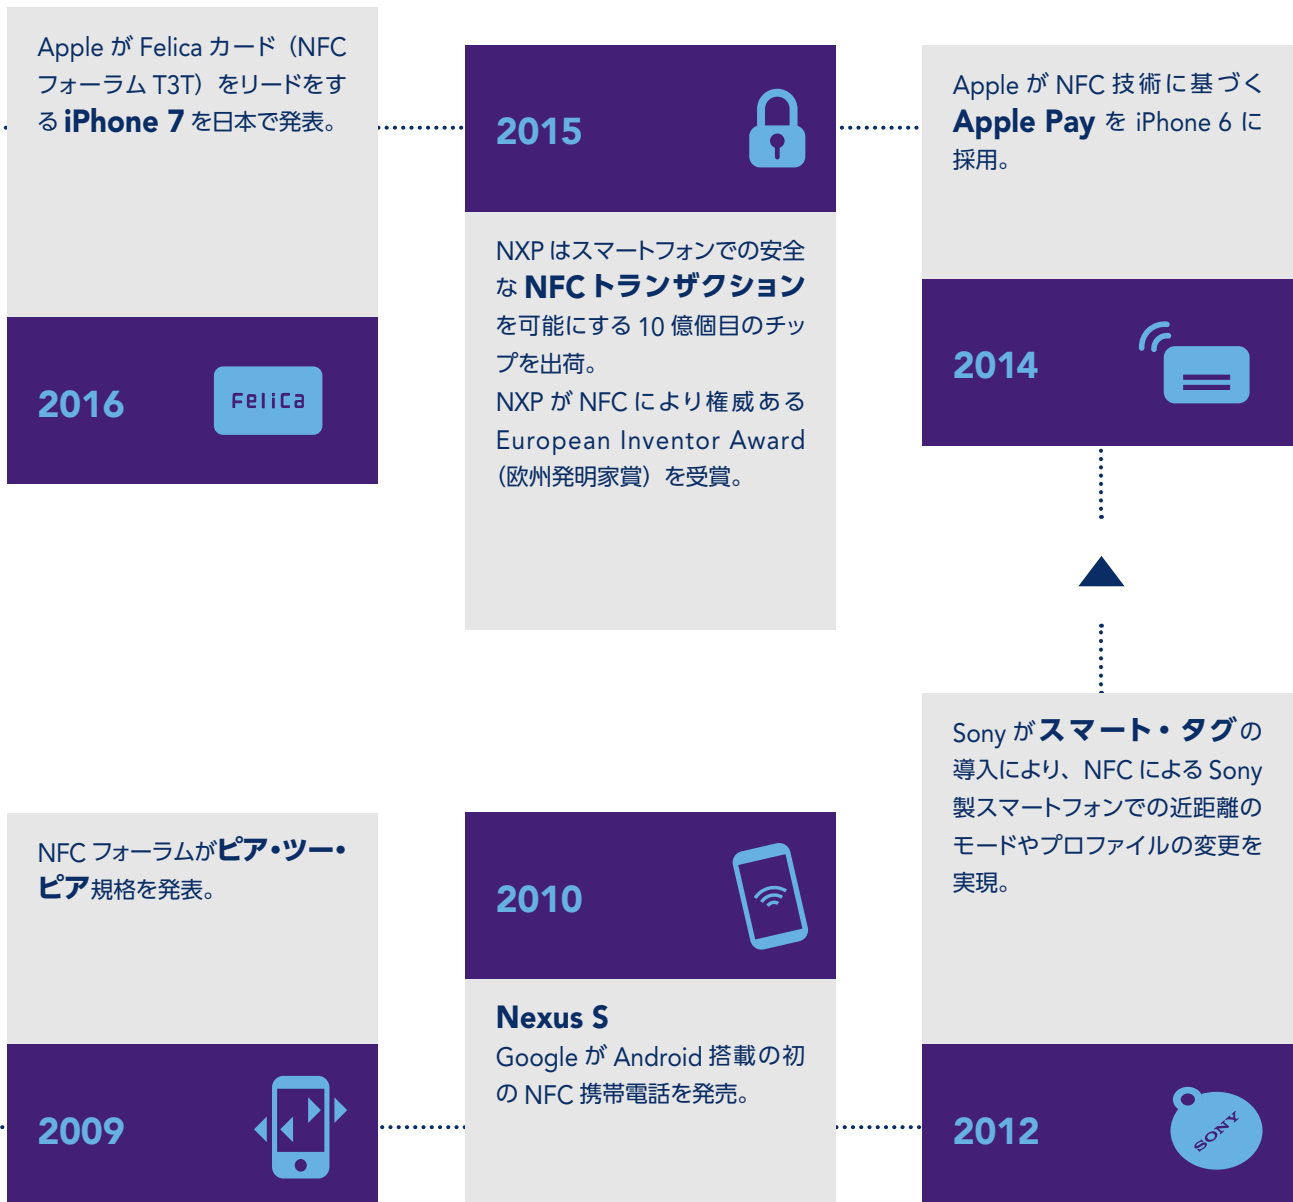 Apple が Felica カード（NFC
フォーラム T3T）をリードをす
る iPhone 7 を日本で発表。
2016
Felica
2015
NXP はスマートフォンでの安全
な NFC トランザクション
を可能にする 10 億個目のチッ
プを出荷。
NXP が NFC により権威ある
European Inventor Award
（欧州発明家賞）を受賞。
Apple が NFC 技術に基づく
Apple Pay を iPhone 6 に
採用。
2014
NFC フォーラムがピア・ツー・
ピア規格を発表。
2009
2010
Nexus S
Google が Android 搭載の初
の NFC 携帯電話を発売。
Sony がスマート・タグの
導入により、NFC による Sony
製スマートフォンでの近距離の
モードやプロファイルの変更を
実現。
2012
SONY